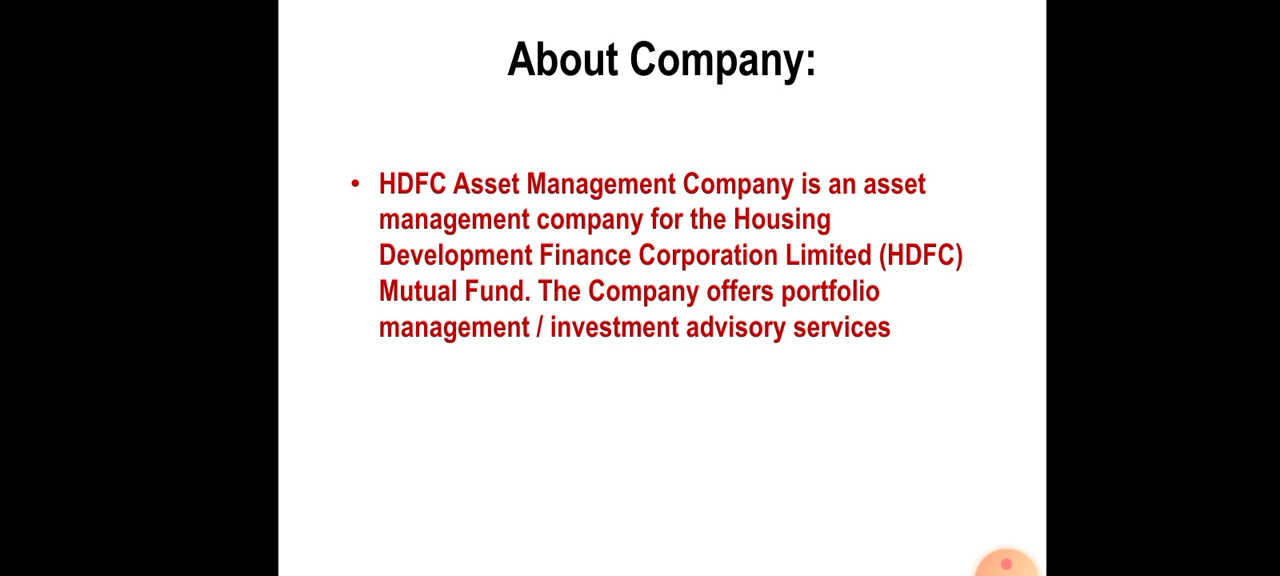 About Company:
• HDFC Asset Management Company is an asset
management company for the Housing
Development Finance Corporation Limited (HDFC)
Mutual Fund. The Company offers portfolio
management / investment advisory services